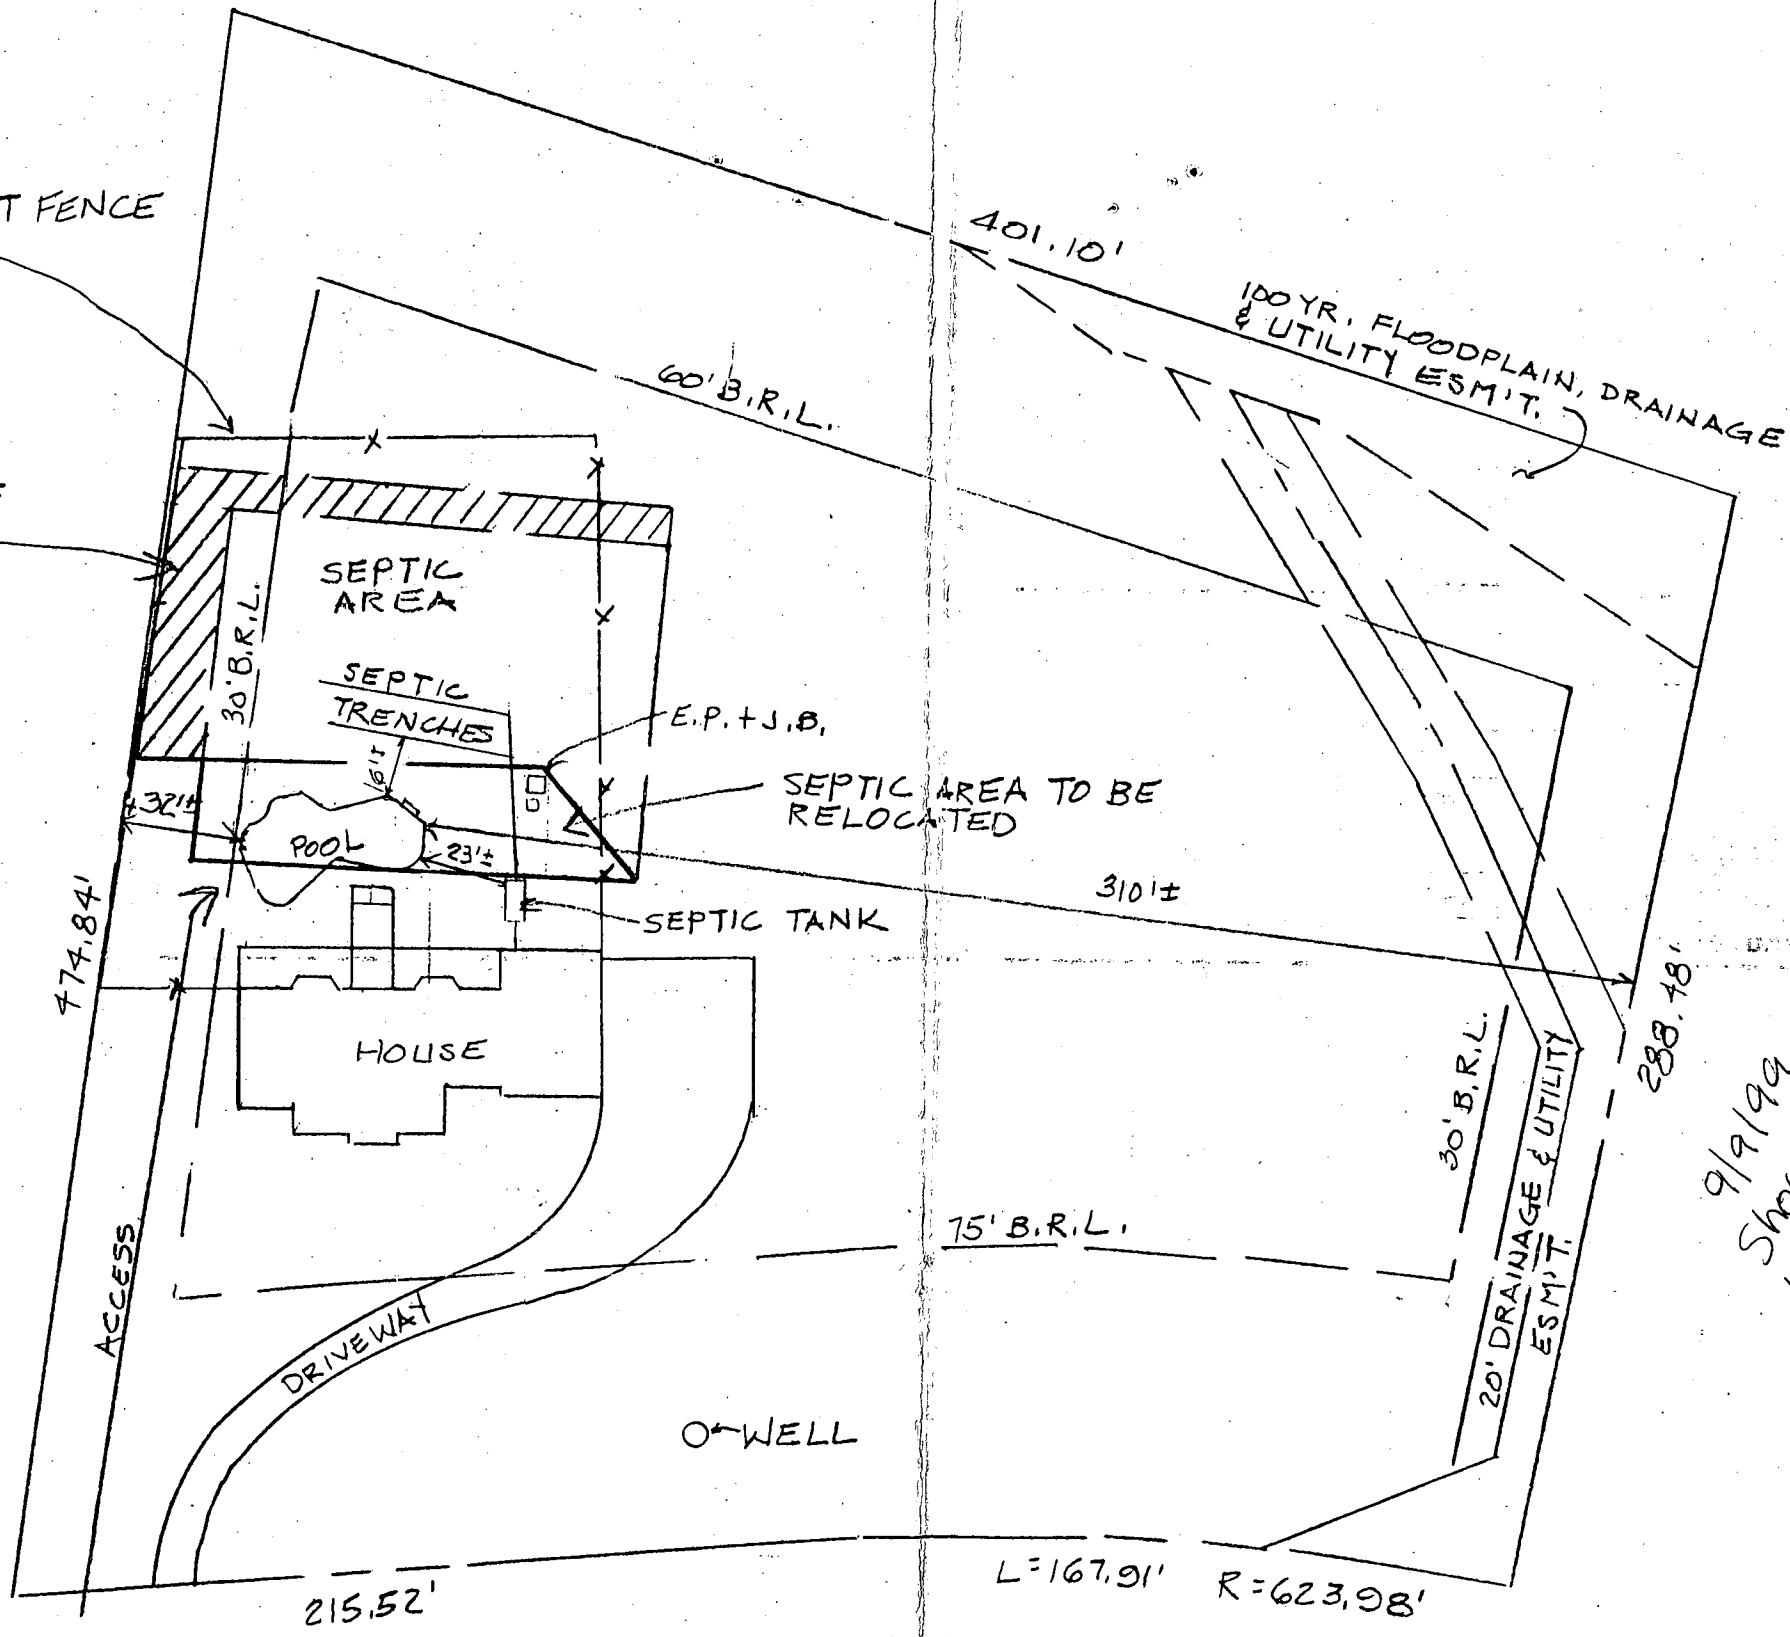 T FENCE
401.10'
100 YR. FLOODPLAIN, DRAINAGE
& UTILITY ESM'T.
60' B.R.L.
SEPTIC
AREA
30' B.R.L.
SEPTIC
TRENCHES
E.P. + J.B.
16'±
SEPTIC AREA TO BE
RELOCATED
32'±
POOL
23'±
310'±
SEPTIC TANK
474.84'
HOUSE
288.48'
30' B.R.L.
20' DRAINAGE & UTILITY
ESM'T.
9/9/99
75' B.R.L.
ACCESS
DRIVEWAY
WELL
L=167.91'
R=623.98'
215.52'